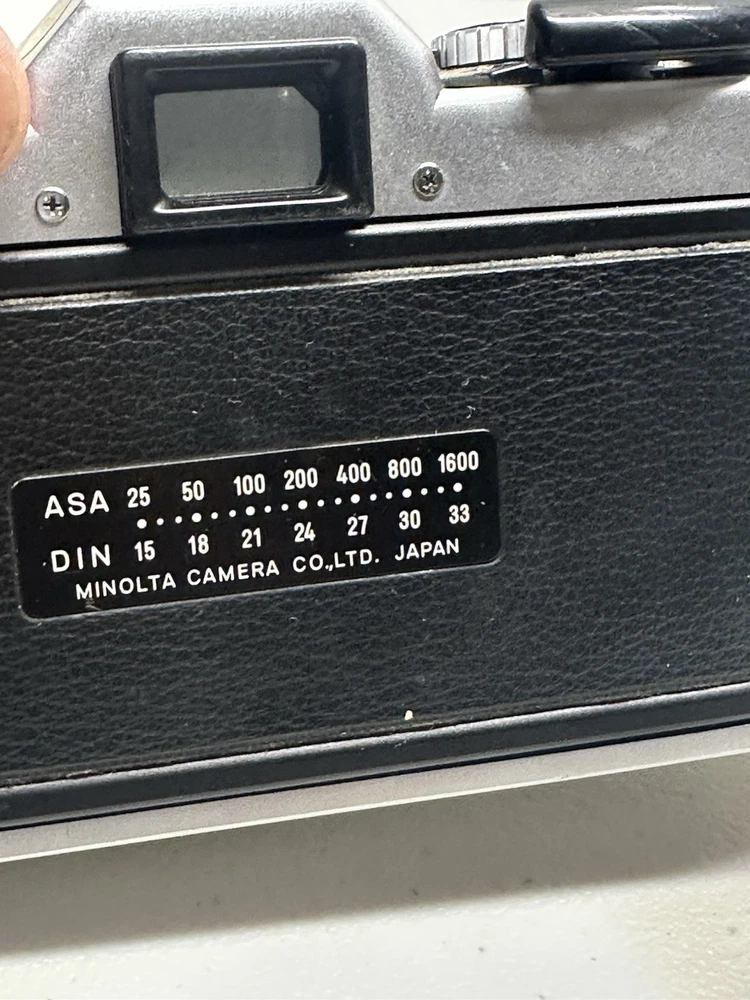 ASA 25 50 100 200 400 800 1600
DIN 15 18 21 24 27 30 33
MINOLTA CAMERA CO.,LTD. JAPAN